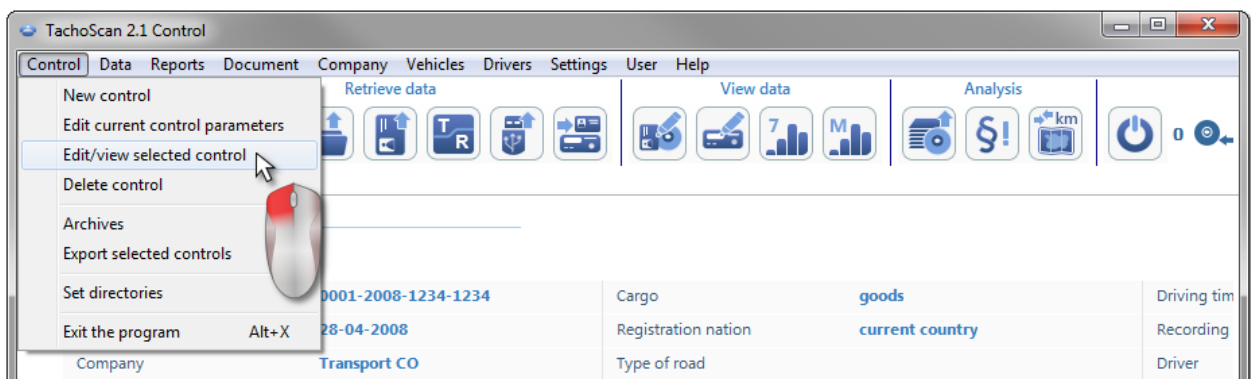 TachoScan 2.1 Control
Control Data Reports Document Company Vehicles Drivers Settings User Help
Retrieve data View data Analysis
New control
Edit current control parameters
Edit/view selected control
Delete control
Archives
Export selected controls
Set directories
Exit the program Alt+X
T R 7 M §! km 0
0001-2008-1234-1234 Cargo goods Driving tim
28-04-2008 Registration nation current country Recording
Company Transport CO Type of road Driver